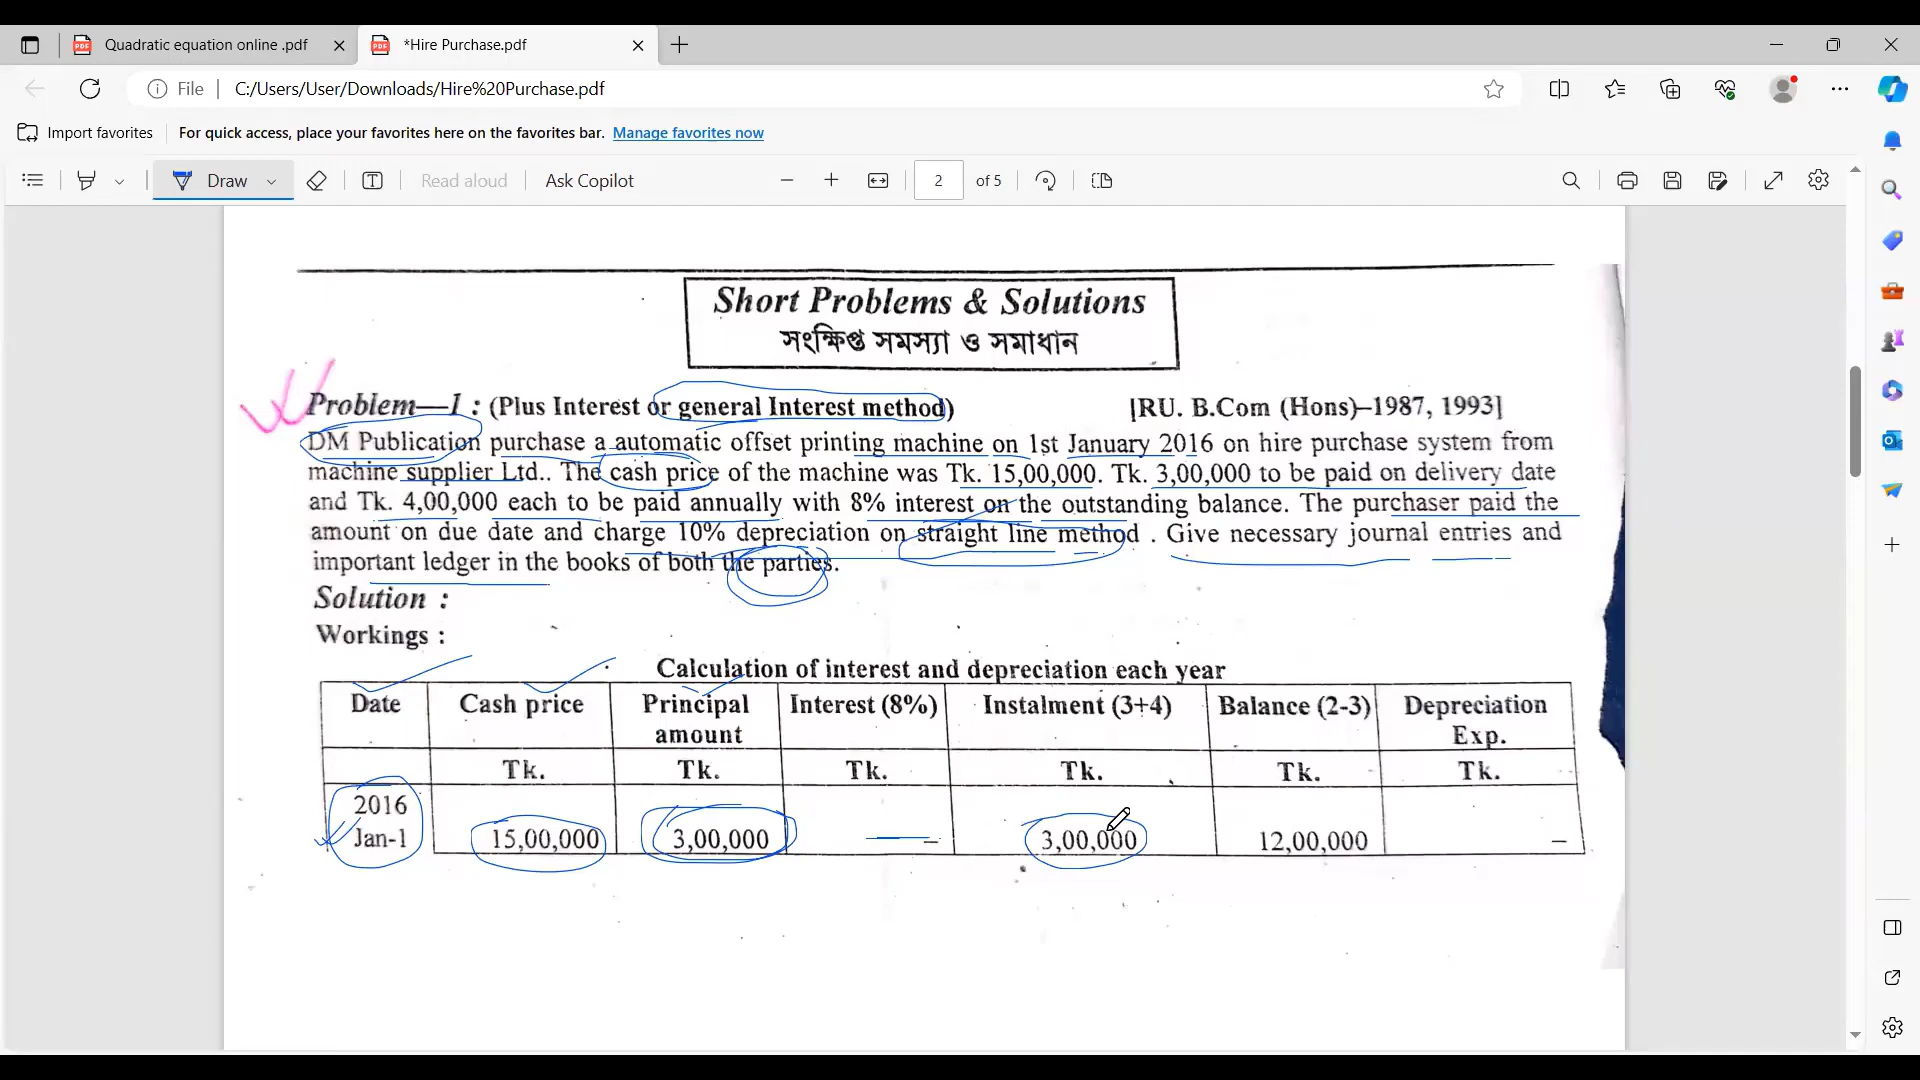 Quadratic equation online .pdf
*Hire Purchase.pdf
File
C:/Users/User/Downloads/Hire%20Purchase.pdf
Import favorites
For quick access, place your favorites here on the favorites bar. Manage favorites now
Draw
Read aloud
Ask Copilot
2 of 5
Short Problems & Solutions
সংক্ষিপ্ত সমস্যা ও সমাধান
Problem—1 : (Plus Interest or general Interest method) [RU. B.Com (Hons)–1987, 1993]
DM Publication purchase a automatic offset printing machine on 1st January 2016 on hire purchase system from
machine supplier Ltd.. The cash price of the machine was Tk. 15,00,000. Tk. 3,00,000 to be paid on delivery date
and Tk. 4,00,000 each to be paid annually with 8% interest on the outstanding balance. The purchaser paid the
amount on due date and charge 10% depreciation on straight line method . Give necessary journal entries and
important ledger in the books of both the parties.
Solution :
Workings :
Calculation of interest and depreciation each year
Date Cash price Principal Interest (8%) Instalment (3+4) Balance (2-3) Depreciation
amount Exp.
Tk. Tk. Tk. Tk. Tk. Tk.
2016
Jan-1 15,00,000 3,00,000 – 3,00,000 12,00,000 –